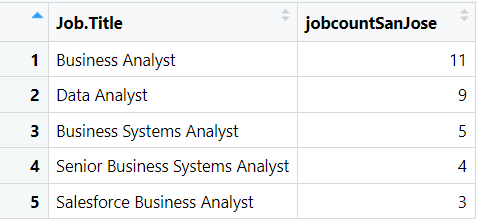 Job.Title jobcountSanJose
1 Business Analyst 11
2 Data Analyst 9
3 Business Systems Analyst 5
4 Senior Business Systems Analyst 4
5 Salesforce Business Analyst 3